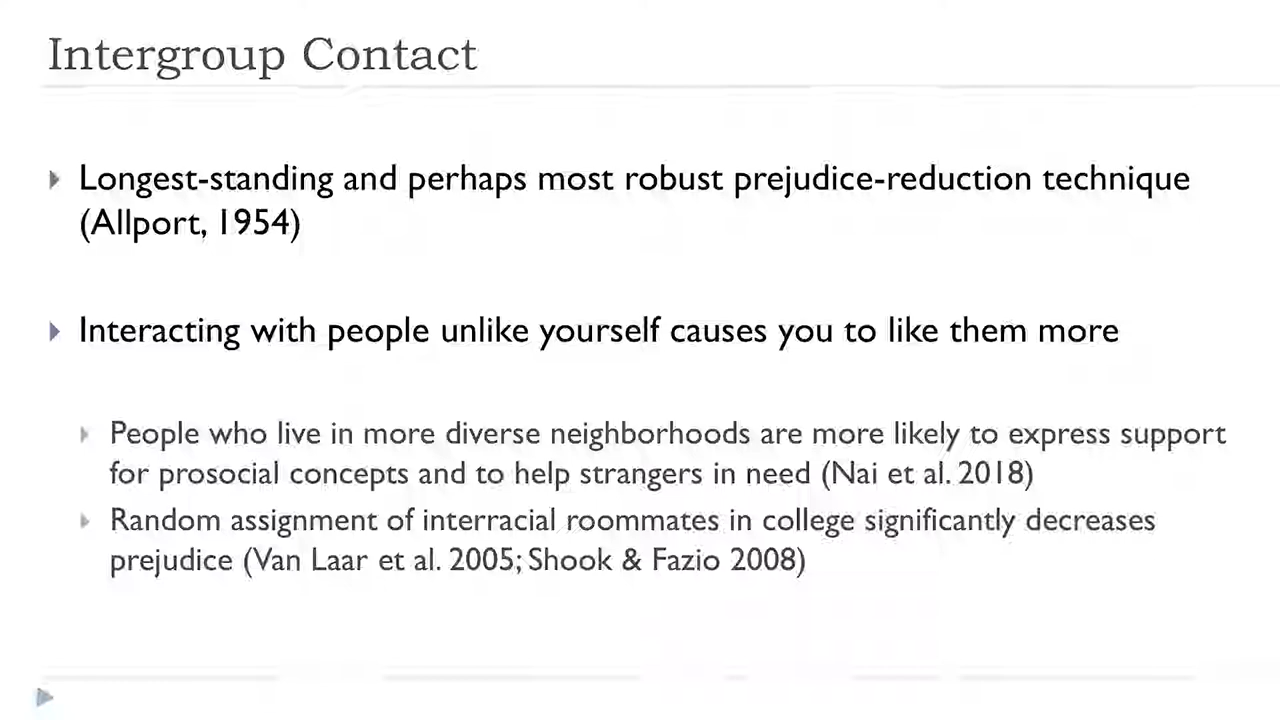 Intergroup Contact
Longest-standing and perhaps most robust prejudice-reduction technique
(Allport, 1954)
Interacting with people unlike yourself causes you to like them more
People who live in more diverse neighborhoods are more likely to express support
for prosocial concepts and to help strangers in need (Nai et al. 2018)
Random assignment of interracial roommates in college significantly decreases
prejudice (Van Laar et al. 2005; Shook & Fazio 2008)